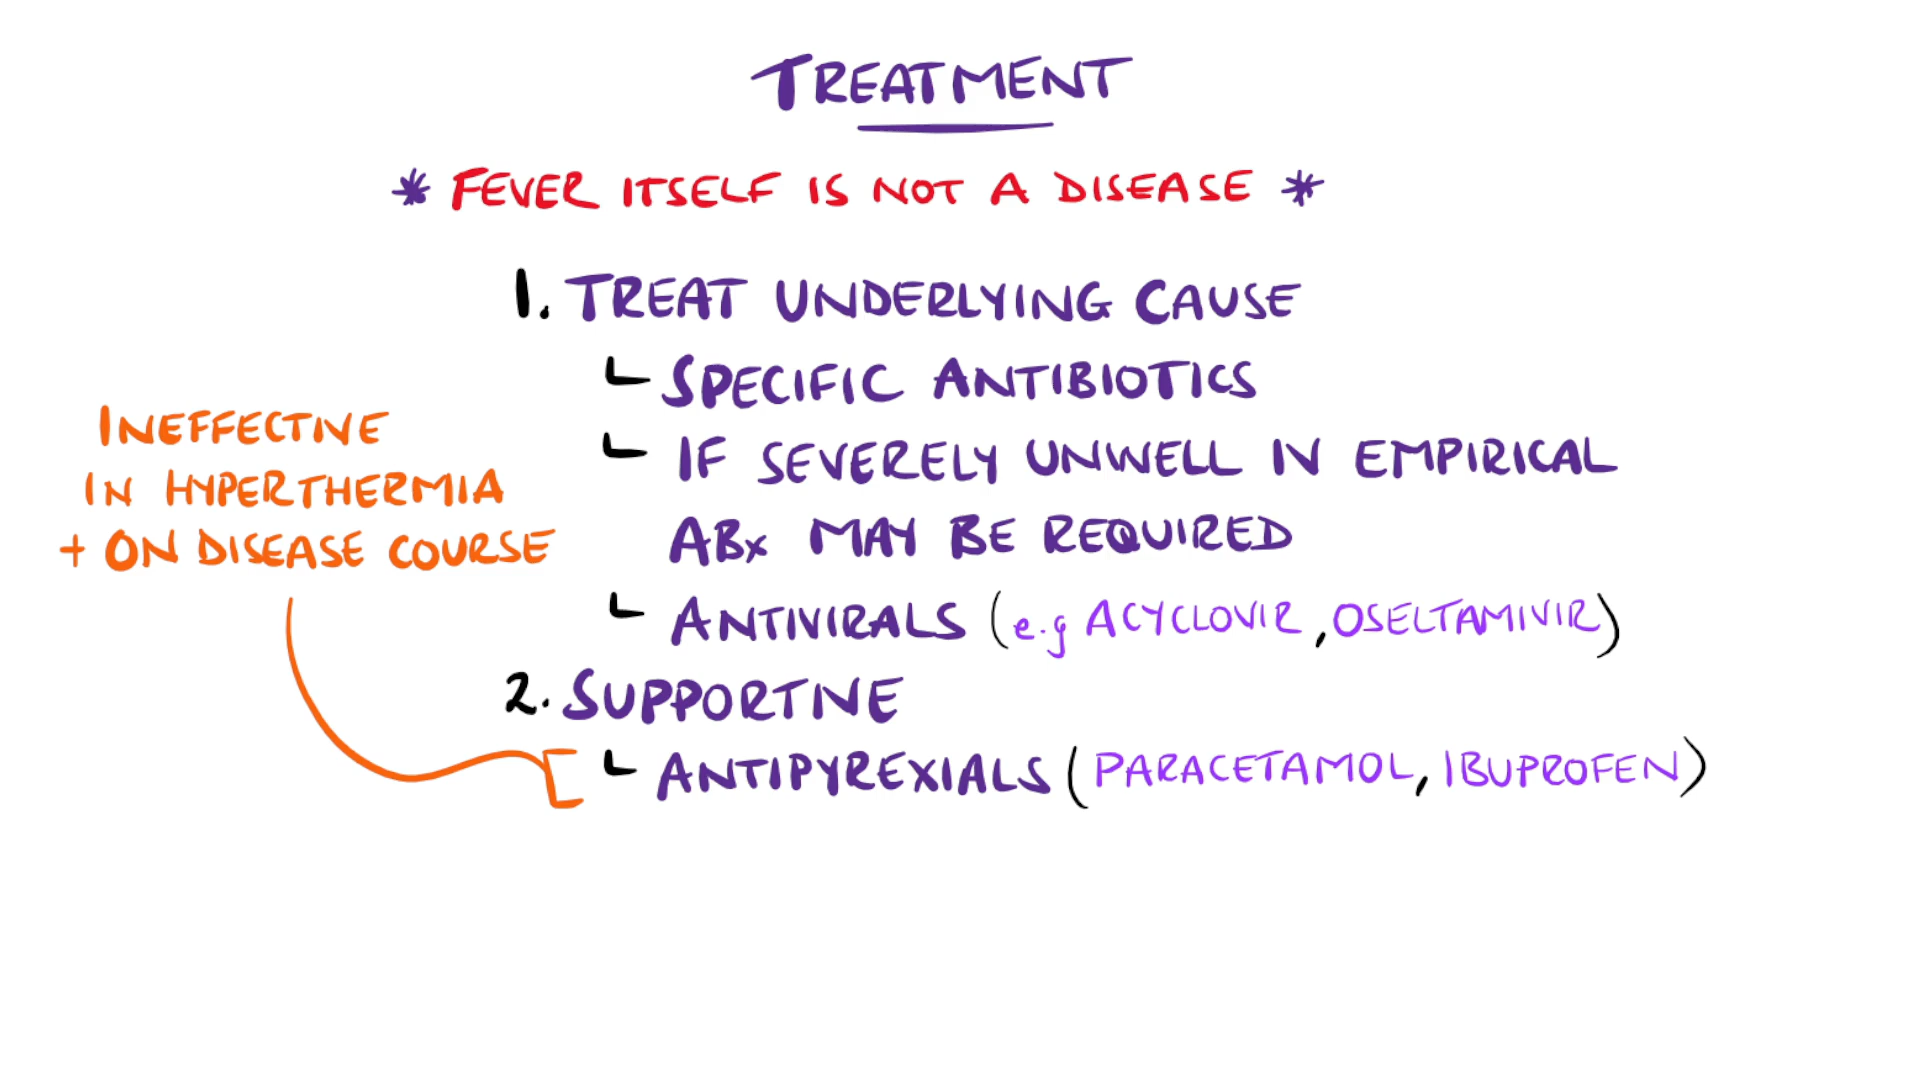 TREATMENT
* FEVER ITSELF IS NOT A DISEASE *
1. TREAT UNDERLYING CAUSE
SPECIFIC ANTIBIOTICS
IF SEVERELY UNWELL IN EMPIRICAL
ABx MAY BE REQUIRED
ANTIVIRALS (e.g ACYCLOVIR, OSELTAMIVIR)
2. SUPPORTIVE
ANTIPYREXIALS (PARACETAMOL, IBUPROFEN)
INEFFECTIVE
IN HYPERTHERMIA
+ ON DISEASE COURSE